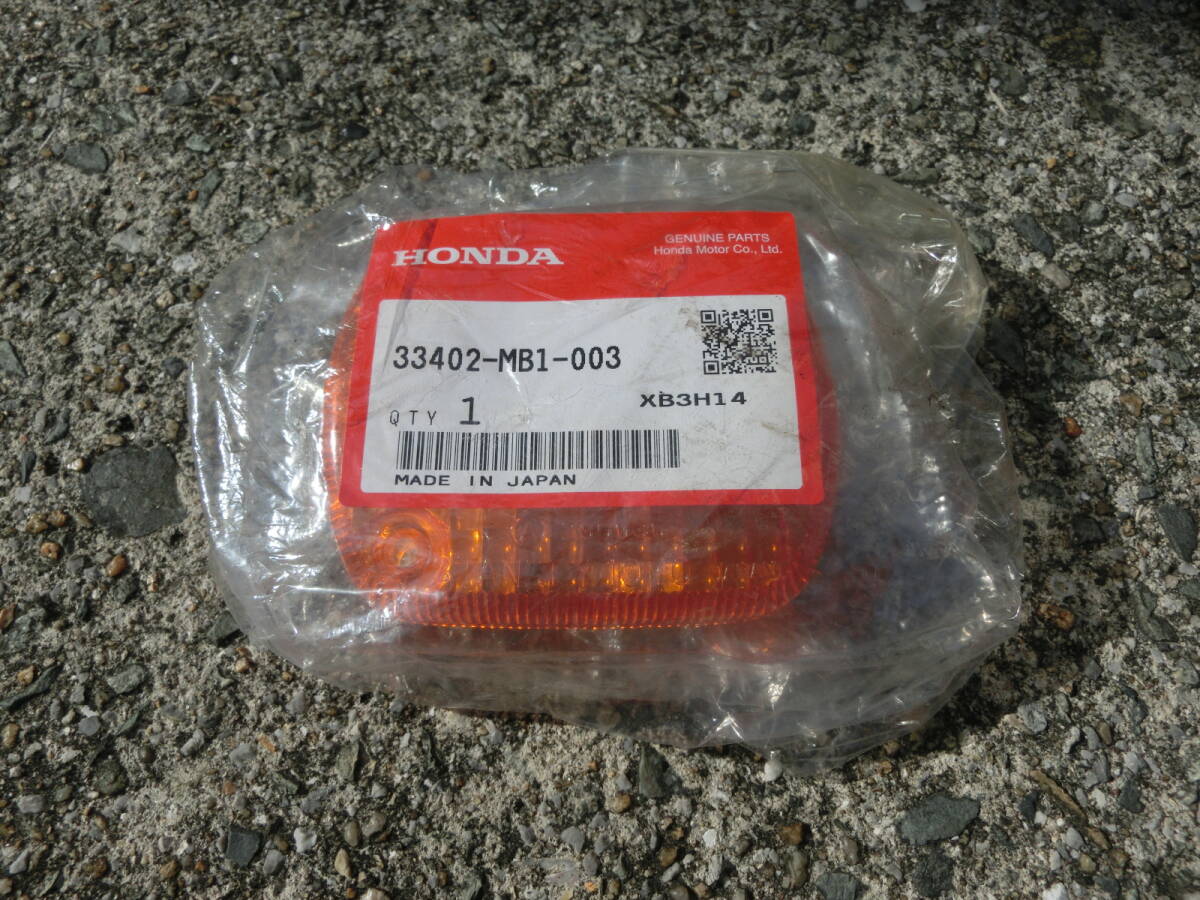 HONDA
GENUINE PARTS
Honda Motor Co., Ltd.
33402-MB1-003
XB3H14
QTY 1
MADE IN JAPAN